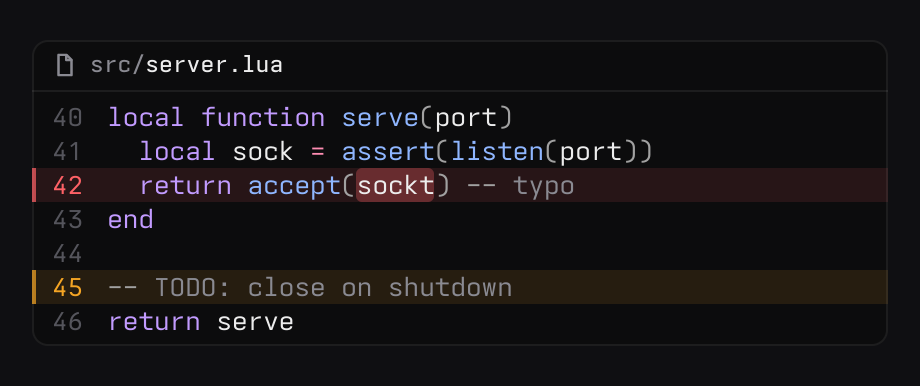 src/server.lua
40 local function serve(port)
41   local sock = assert(listen(port))
42   return accept(sockt) -- typo
43 end
44
45 -- TODO: close on shutdown
46 return serve